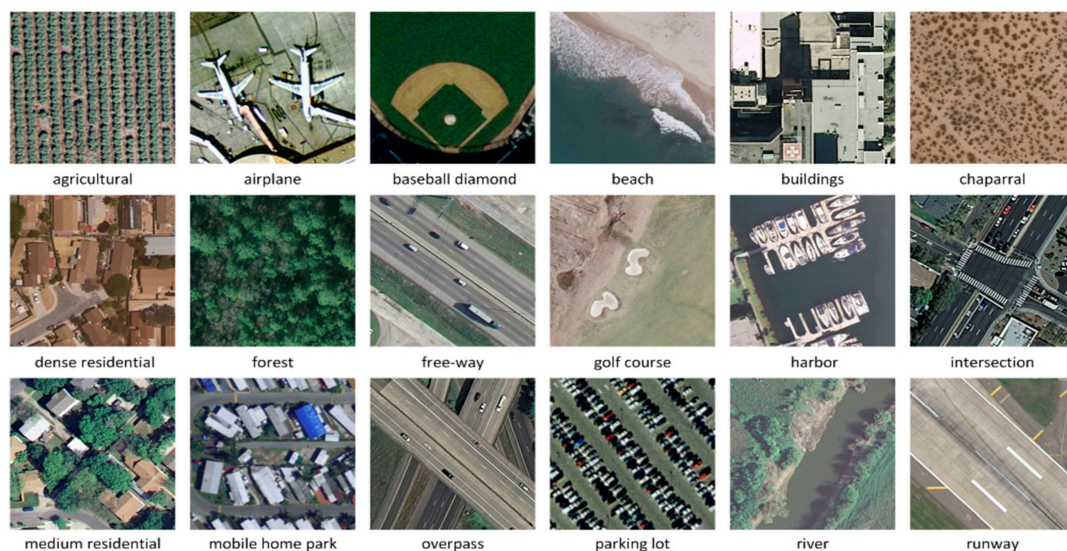 agricultural airplane baseball diamond beach buildings chaparral
dense residential forest free-way golf course harbor intersection
medium residential mobile home park overpass parking lot river runway